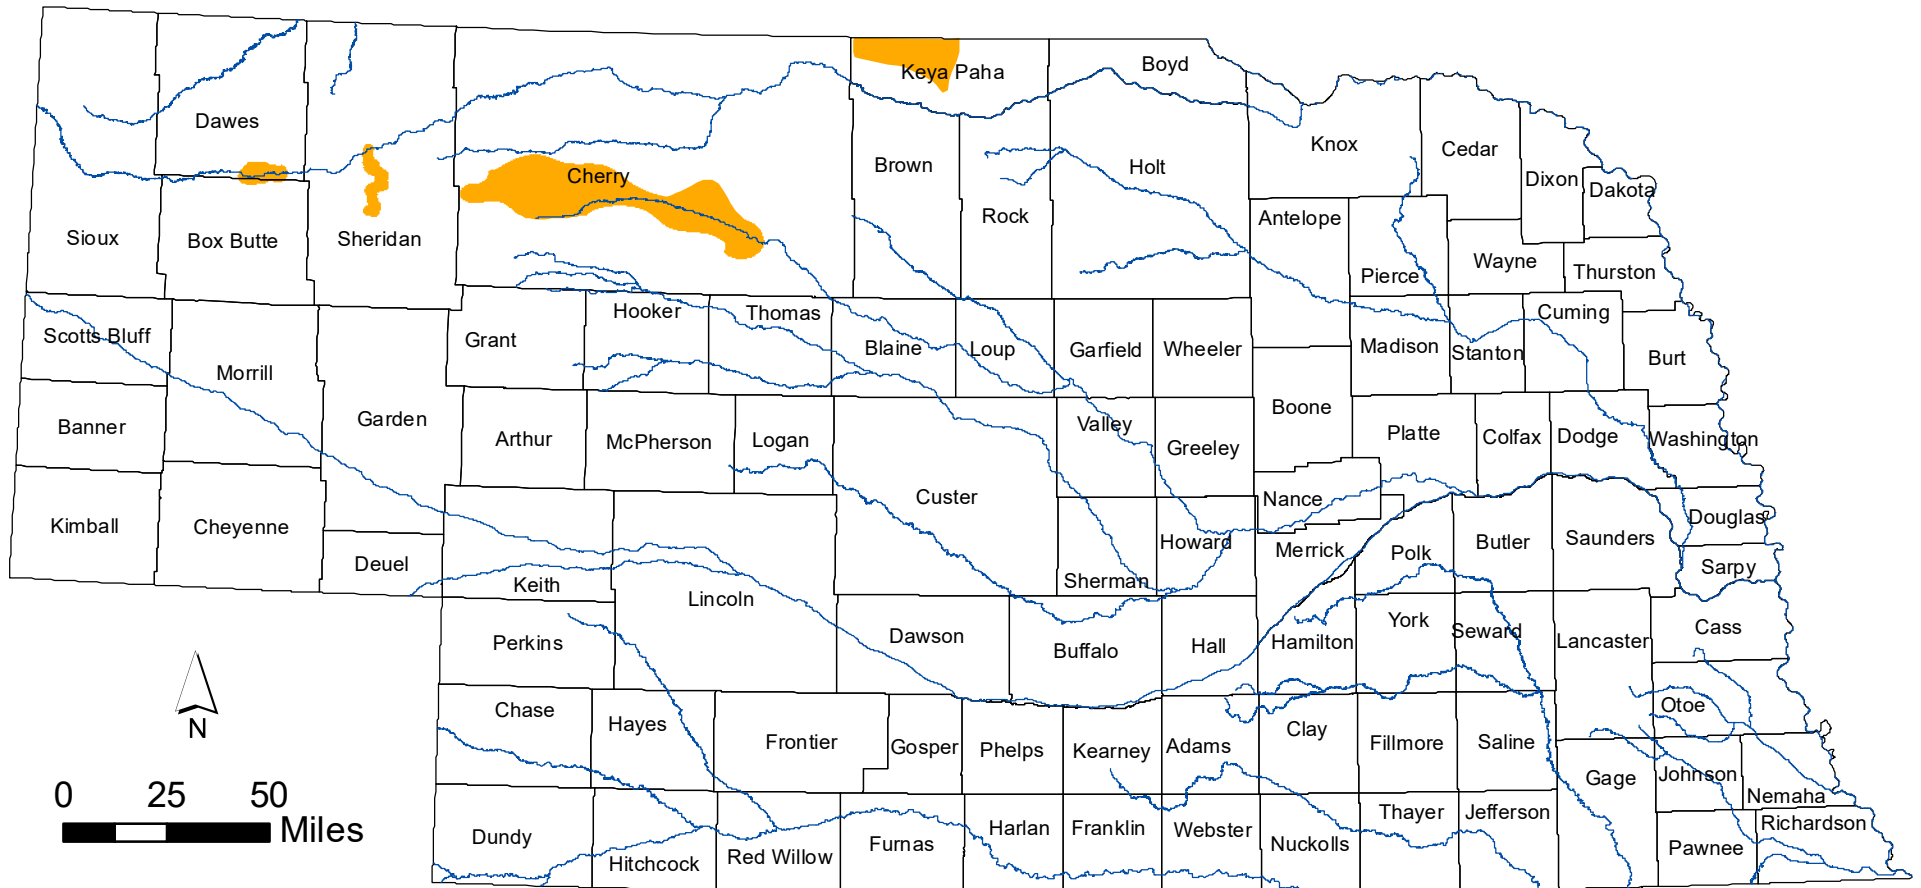 Boyd
Keya Paha
Dawes
Knox
Cedar
Brown
Holt
Cherry
Dixon
Dakota
Rock
Antelope
Sioux
Box Butte
Sheridan
Wayne
Pierce
Thurston
Hooker
Thomas
Cuming
Scotts Bluff
Grant
Blaine
Loup
Garfield
Wheeler
Madison
Stanton
Burt
Morrill
Boone
Garden
Banner
Arthur
McPherson
Logan
Valley
Greeley
Platte
Colfax
Dodge
Washington
Custer
Nance
Kimball
Cheyenne
Douglas
Howard
Merrick
Polk
Butler
Saunders
Deuel
Keith
Sherman
Sarpy
Lincoln
Perkins
Dawson
Buffalo
Hall
Hamilton
York
Seward
Lancaster
Cass
N
Chase
Hayes
Frontier
Gosper
Phelps
Kearney
Adams
Clay
Fillmore
Saline
Otoe
Gage
Johnson
Nemaha
0 25 50
Miles
Dundy
Hitchcock
Red Willow
Furnas
Harlan
Franklin
Webster
Nuckolls
Thayer
Jefferson
Pawnee
Richardson